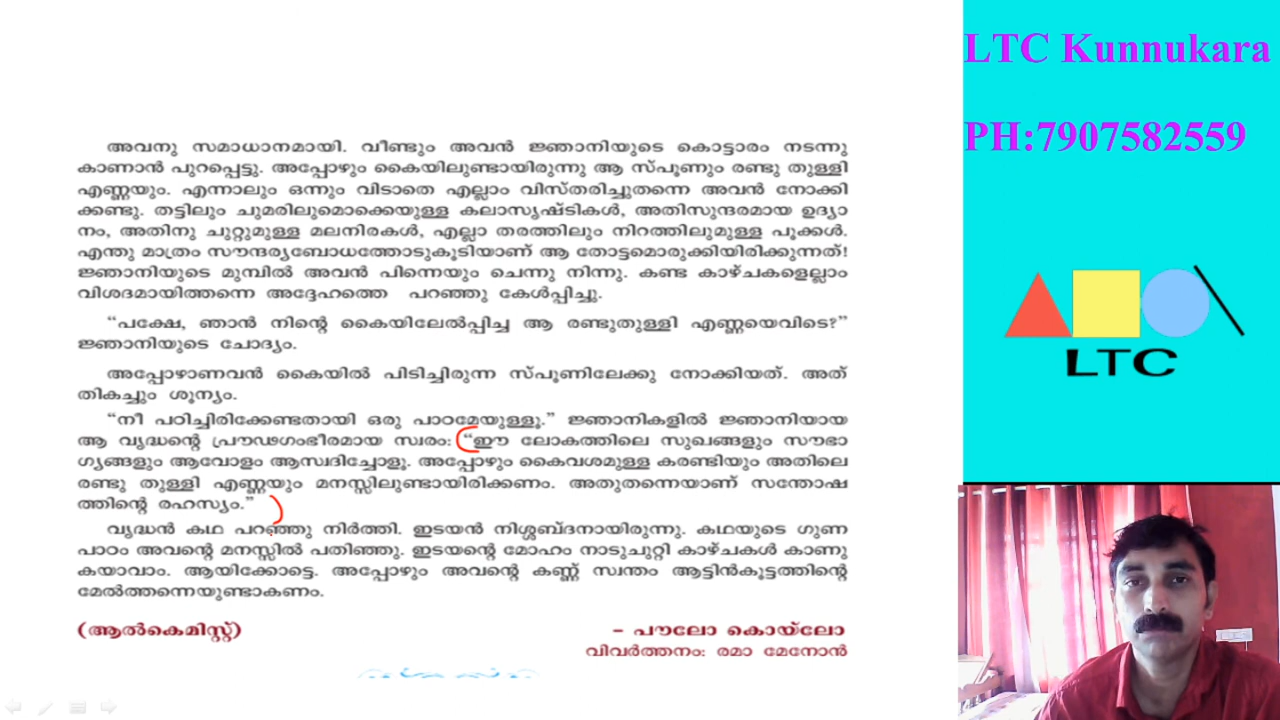 അവനു സമാധാനമായി. വീണ്ടും അവൻ ജ്ഞാനിയുടെ കൊട്ടാരം നടന്നു
കാണാൻ പുറപ്പെട്ടു. അപ്പോഴും കൈയിലുണ്ടായിരുന്നു ആ സ്പൂണും രണ്ടു തുള്ളി
എണ്ണയും. എന്നാലും ഒന്നും വിടാതെ എല്ലാം വിസ്തരിച്ചുതന്നെ അവൻ നോക്കി
ക്കണ്ടു. തട്ടിലും ചുമരിലുമൊക്കെയുള്ള കലാസൃഷ്ടികൾ, അതിസുന്ദരമായ ഉദ്യാ
നം, അതിനു ചുറ്റുമുള്ള മലനിരകൾ, എല്ലാ തരത്തിലും നിറത്തിലുമുള്ള പൂക്കൾ.
എന്തു മാത്രം സൗന്ദര്യബോധത്തോടുകൂടിയാണ് ആ തോട്ടമൊരുക്കിയിരിക്കുന്നത്!
ജ്ഞാനിയുടെ മുമ്പിൽ അവൻ പിന്നെയും ചെന്നു നിന്നു. കണ്ട കാഴ്ചകളെല്ലാം
വിശദമായിത്തന്നെ അദ്ദേഹത്തെ പറഞ്ഞു കേൾപ്പിച്ചു.
“പക്ഷേ, ഞാൻ നിന്റെ കൈയിലേൽപ്പിച്ച ആ രണ്ടുതുള്ളി എണ്ണയെവിടെ?”
ജ്ഞാനിയുടെ ചോദ്യം.
അപ്പോഴാണവൻ കൈയിൽ പിടിച്ചിരുന്ന സ്പൂണിലേക്കു നോക്കിയത്. അത്
തികച്ചും ശൂന്യം.
“നീ പഠിച്ചിരിക്കേണ്ടതായി ഒരു പാഠമേയുള്ളൂ.” ജ്ഞാനികളിൽ ജ്ഞാനിയായ
ആ വൃദ്ധന്റെ പ്രൗഢഗംഭീരമായ സ്വരം: “ഈ ലോകത്തിലെ സുഖങ്ങളും സൗഭാ
ഗ്യങ്ങളും ആവോളം ആസ്വദിച്ചോളൂ. അപ്പോഴും കൈവശമുള്ള കരണ്ടിയും അതിലെ
രണ്ടു തുള്ളി എണ്ണയും മനസ്സിലുണ്ടായിരിക്കണം. അതുതന്നെയാണ് സന്തോഷ
ത്തിന്റെ രഹസ്യം.”
വൃദ്ധൻ കഥ പറഞ്ഞു നിർത്തി. ഇടയൻ നിശ്ശബ്ദനായിരുന്നു. കഥയുടെ ഗുണ
പാഠം അവന്റെ മനസ്സിൽ പതിഞ്ഞു. ഇടയന്റെ മോഹം നാടുചുറ്റി കാഴ്ചകൾ കാണു
കയാവാം. ആയിക്കോട്ടെ. അപ്പോഴും അവന്റെ കണ്ണ് സ്വന്തം ആട്ടിൻകൂട്ടത്തിന്റെ
മേൽത്തന്നെയുണ്ടാകണം.
(ആൽകെമിസ്റ്റ്)
– പൗലോ കൊയ്ലോ
വിവർത്തനം: രമാ മേനോൻ
LTC Kunnukara
PH:7907582559
LTC